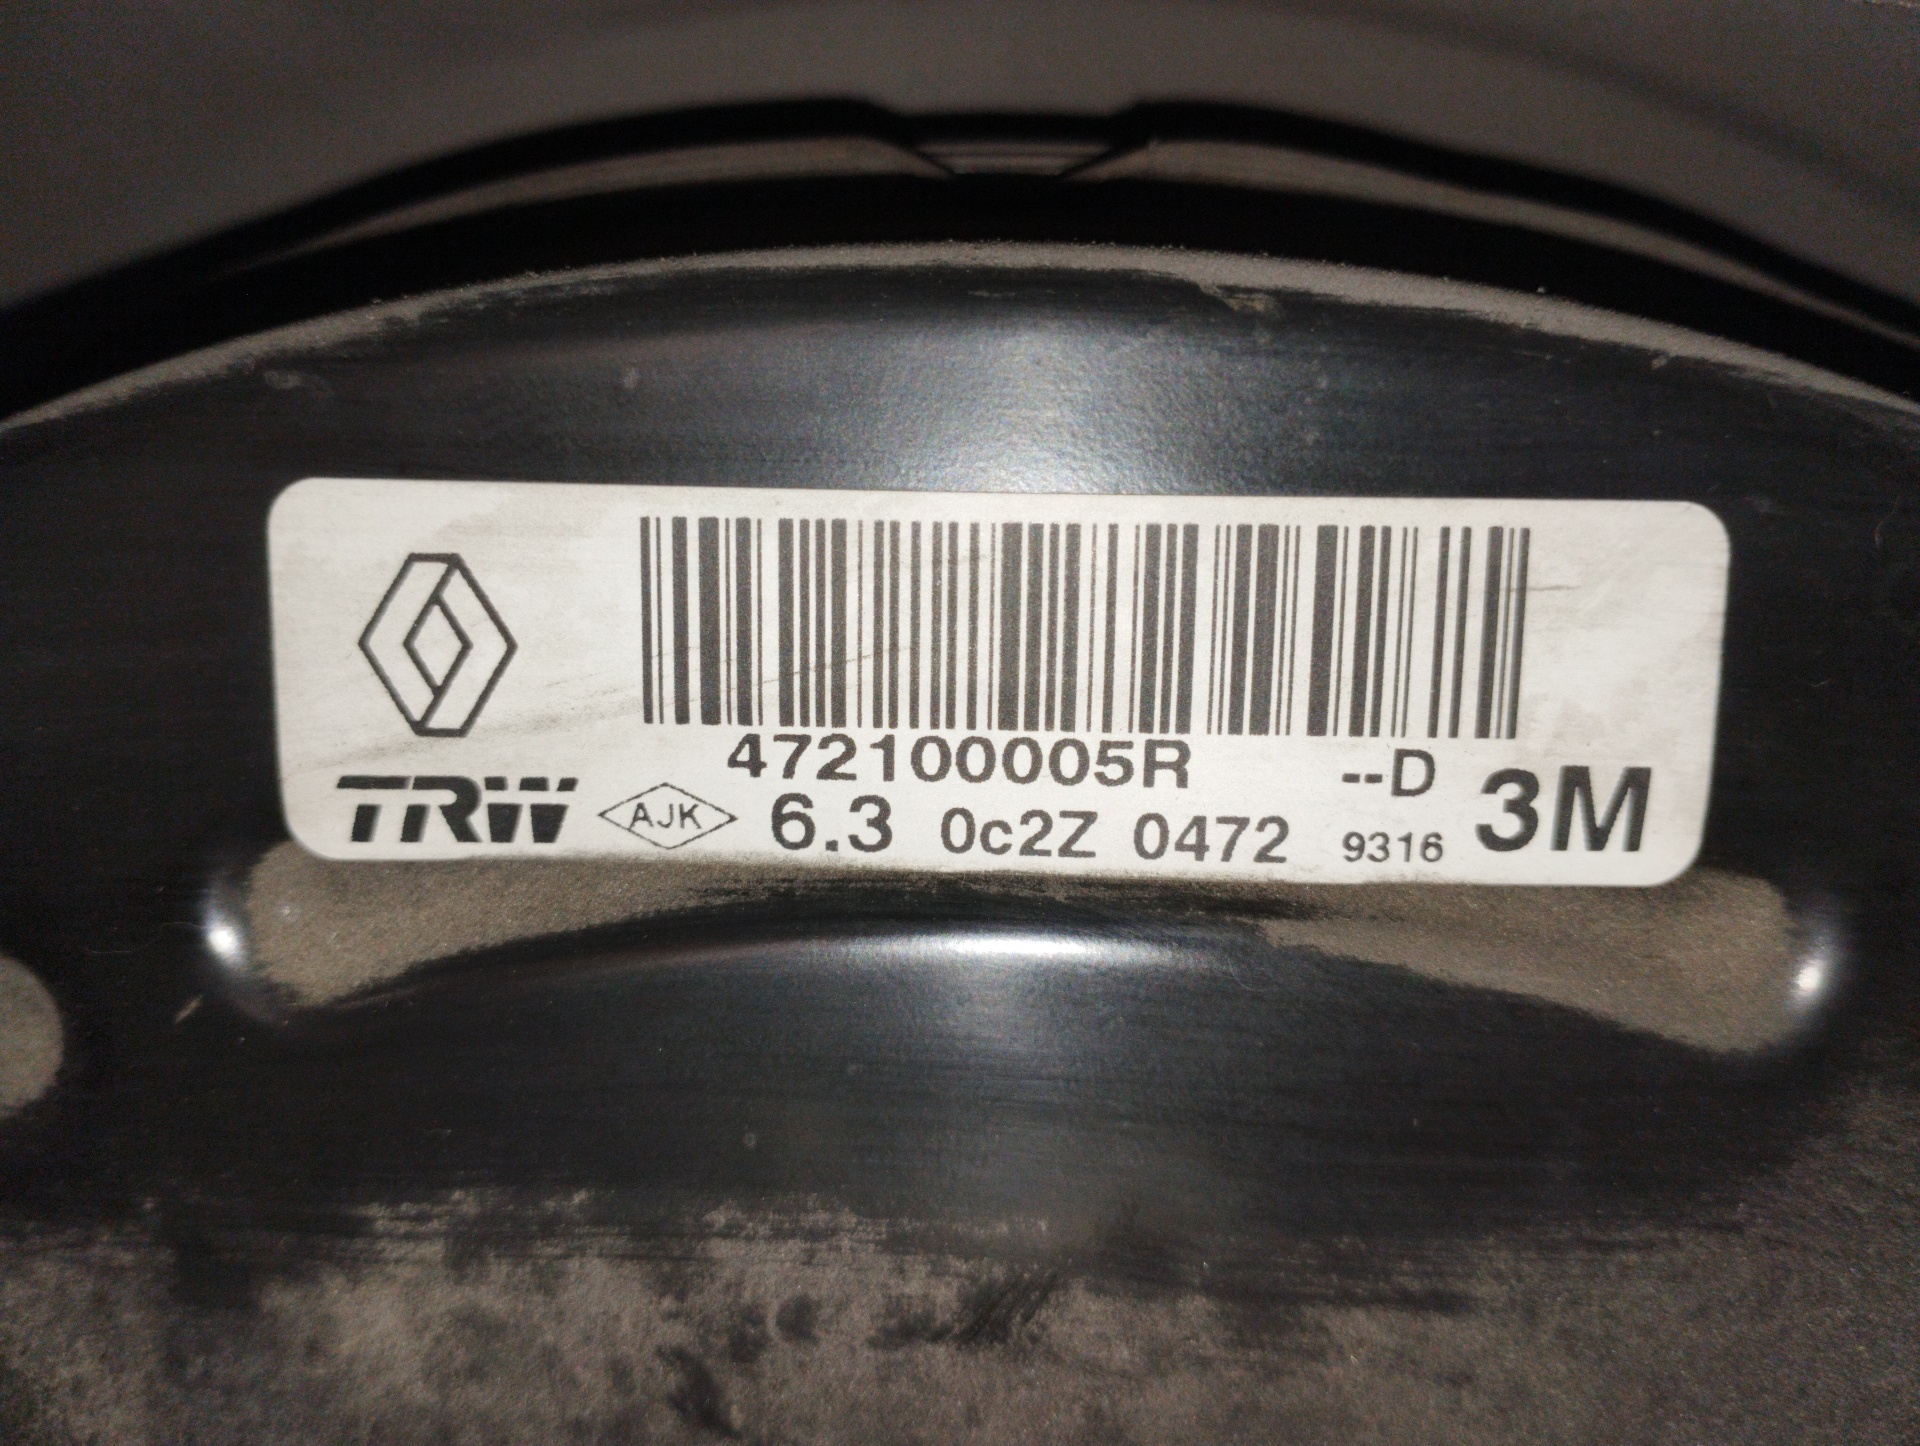 472100005R --D
TRW AJK 6.3 0c2Z 0472 9316 3M